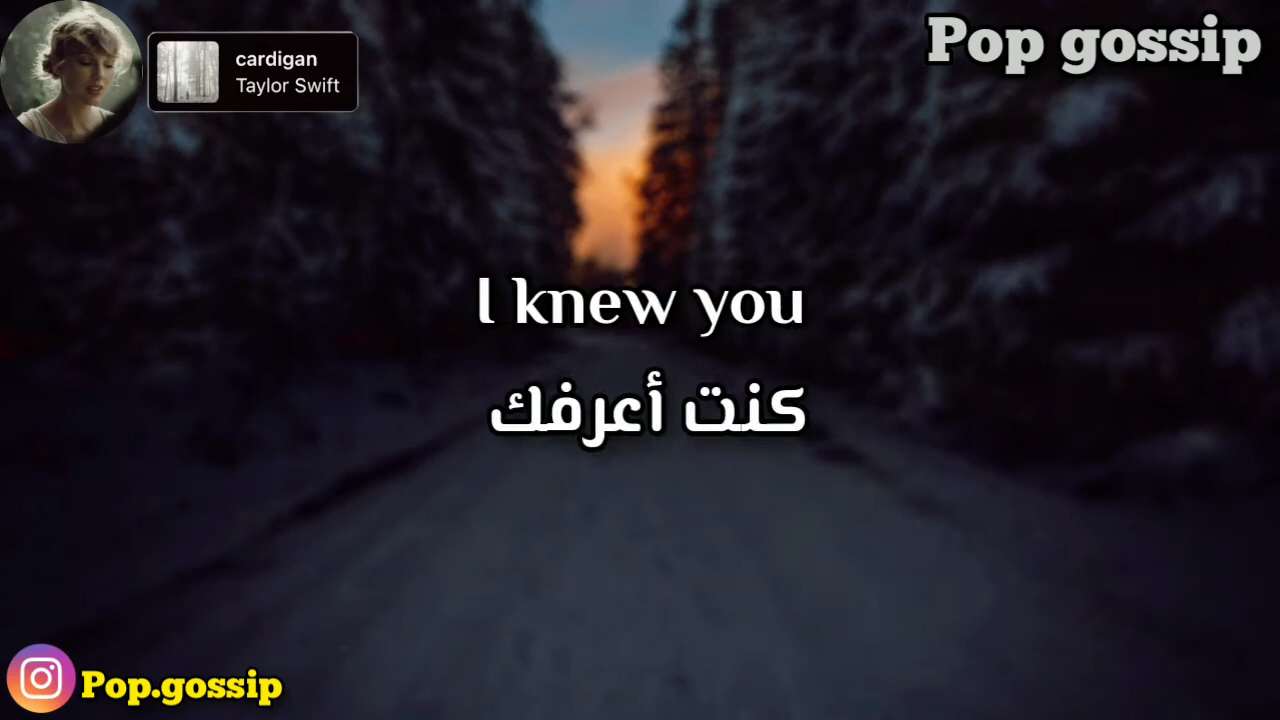 cardigan
Taylor Swift
Pop gossip
I knew you
كنت أعرفك
Pop.gossip